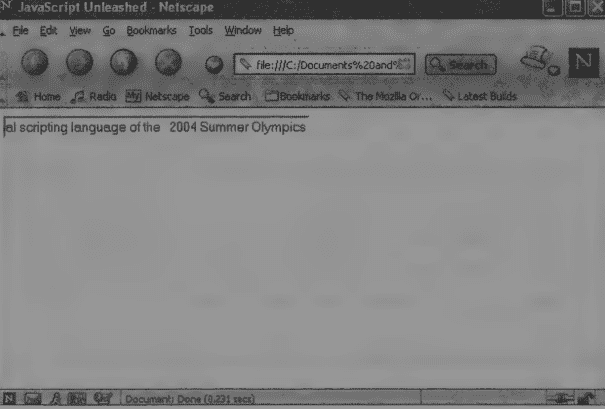 JavaScript Unleashed - Netscape
File Edit View Go Bookmarks Tools Window Help
file:///C:/Documents%20and% Search N
Home Radio My Netscape Search Bookmarks The Mozilla Or... Latest Builds
al scripting language of the 2004 Summer Olympics
N Document: Done (0.231 secs)